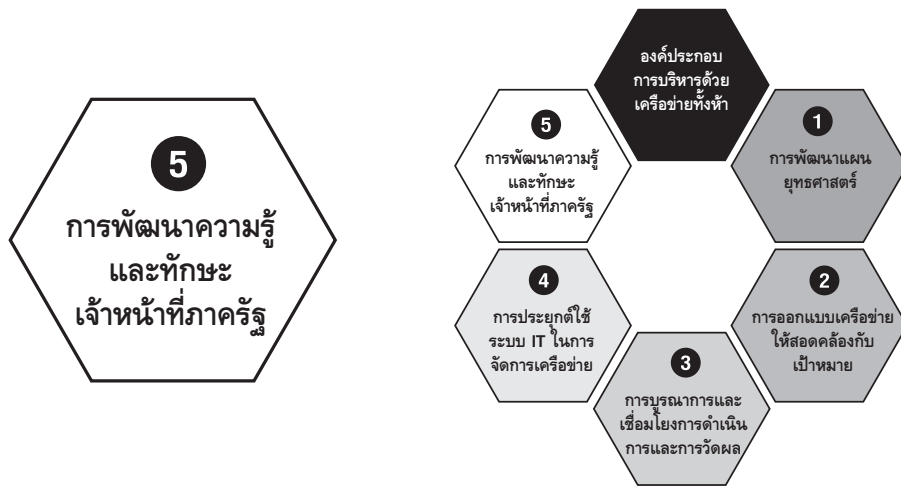 5
การพัฒนาความรู้
และทักษะ
เจ้าหน้าที่ภาครัฐ
องค์ประกอบ
การบริหารด้วย
เครือข่ายทั้งห้า
1
การพัฒนาแผน
ยุทธศาสตร์
2
การออกแบบเครือข่าย
ให้สอดคล้องกับ
เป้าหมาย
3
การบูรณาการและ
เชื่อมโยงการดำเนิน
การและการวัดผล
4
การประยุกต์ใช้
ระบบ IT ในการ
จัดการเครือข่าย
5
การพัฒนาความรู้
และทักษะ
เจ้าหน้าที่ภาครัฐ